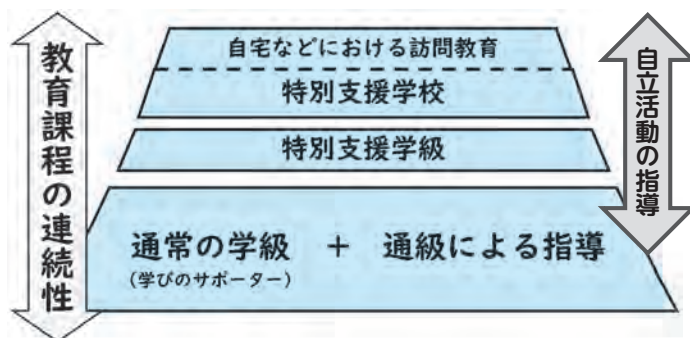 教育課程の連続性
自宅などにおける訪問教育
特別支援学校
特別支援学級
通常の学級 + 通級による指導
(学びのサポーター)
自立活動の指導